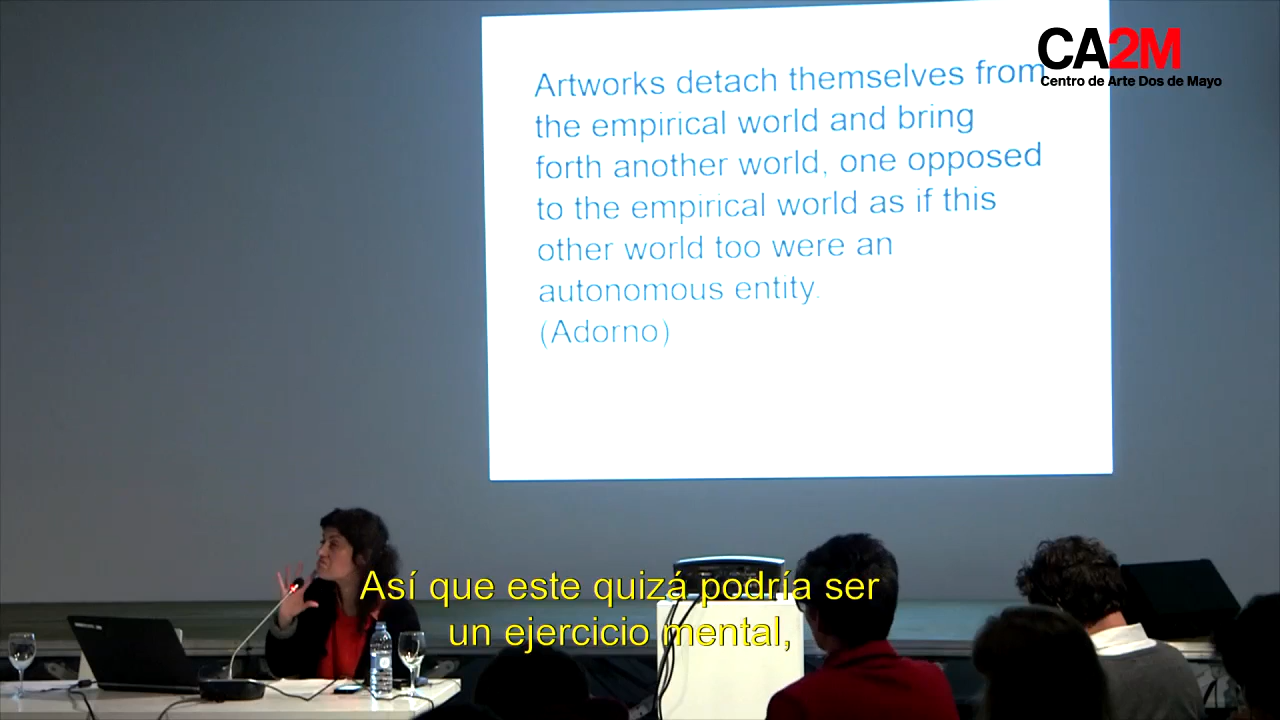 CA2M
Centro de Arte Dos de Mayo
Artworks detach themselves from
the empirical world and bring
forth another world, one opposed
to the empirical world as if this
other world too were an
autonomous entity.
(Adorno)
Así que este quizá podría ser
un ejercicio mental,